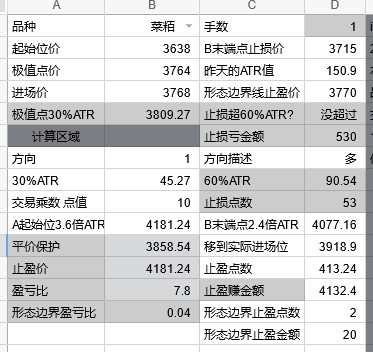 A B C D
品种 菜粕 手数 1
起始位价 3638 B末端点止损价 3715
极值点价 3764 昨天的ATR值 150.9
进场价 3768 形态边界线止盈价 3770
极值点30%ATR 3809.27 止损超60%ATR? 没超过
计算区域 止损亏金额 530
方向 1 方向描述 多
30%ATR 45.27 60%ATR 90.54
交易乘数 点值 10 止损点数 53
A起始位3.6倍ATR 4181.24 B末端点2.4倍ATR 4077.16
平价保护 3858.54 移到实际进场位 3918.9
止盈价 4181.24 止盈点数 413.24
盈亏比 7.8 止盈赚金额 4132.4
形态边界盈亏比 0.04 形态边界止盈点数 2
形态边界止盈金额 20